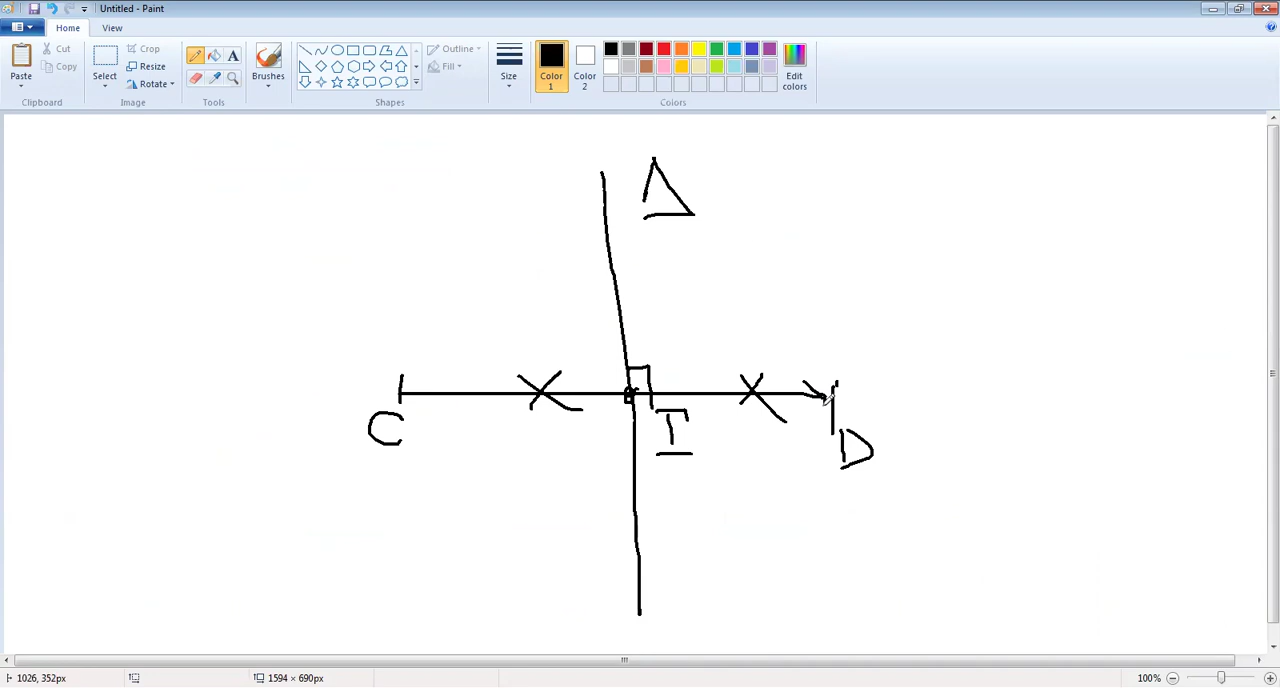 Untitled - Paint
Home View
Paste
Cut
Copy
Clipboard
Select
Crop
Resize
Rotate
Image
A
Tools
Brushes
Shapes
Outline
Fill
Size
Color 1
Color 2
Edit colors
Colors
Δ
C
I
D
1026, 352px
1594 × 690px
100%